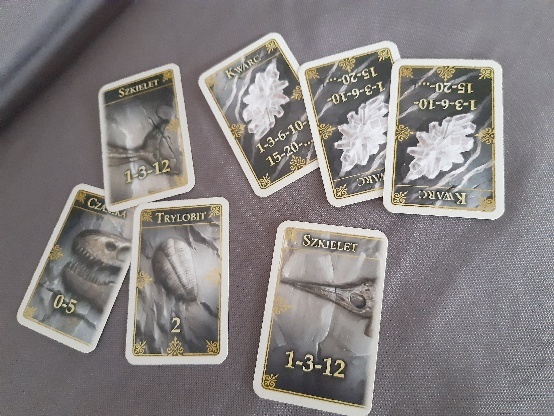 SZKIELET
1-3-12
KWARC
1-3-6-10-
15-20-...
KWARC
1-3-6-10-
15-20-...
KWARC
1-3-6-10-
15-20-...
0-5
TRYLOBIT
2
SZKIELET
1-3-12